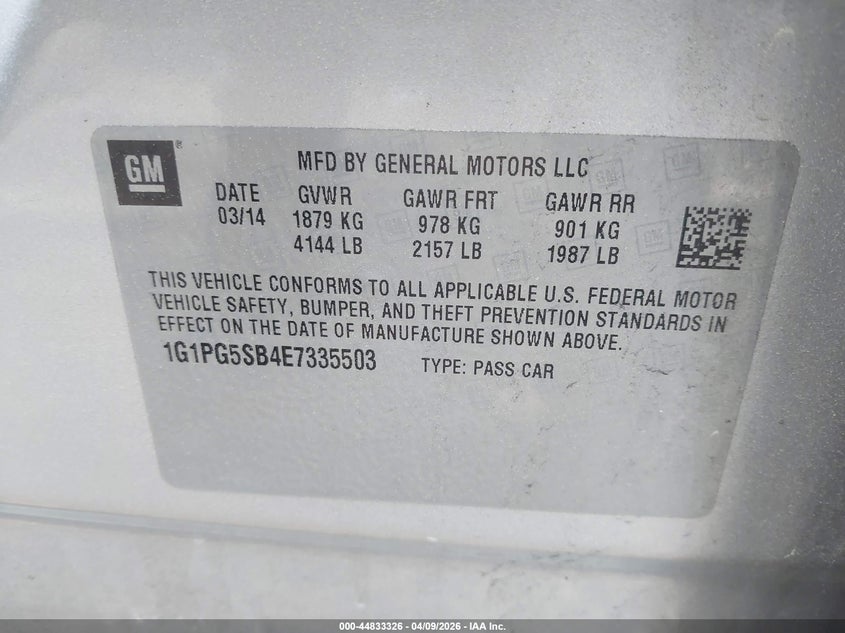 GM®
MFD BY GENERAL MOTORS LLC
DATE GVWR GAWR FRT GAWR RR
03/14 1879 KG 978 KG 901 KG
4144 LB 2157 LB 1987 LB
THIS VEHICLE CONFORMS TO ALL APPLICABLE U.S. FEDERAL MOTOR
VEHICLE SAFETY, BUMPER, AND THEFT PREVENTION STANDARDS IN
EFFECT ON THE DATE OF MANUFACTURE SHOWN ABOVE.
1G1PG5SB4E7335503 TYPE: PASS CAR
000-44833326 - 04/09/2026 - IAA Inc.